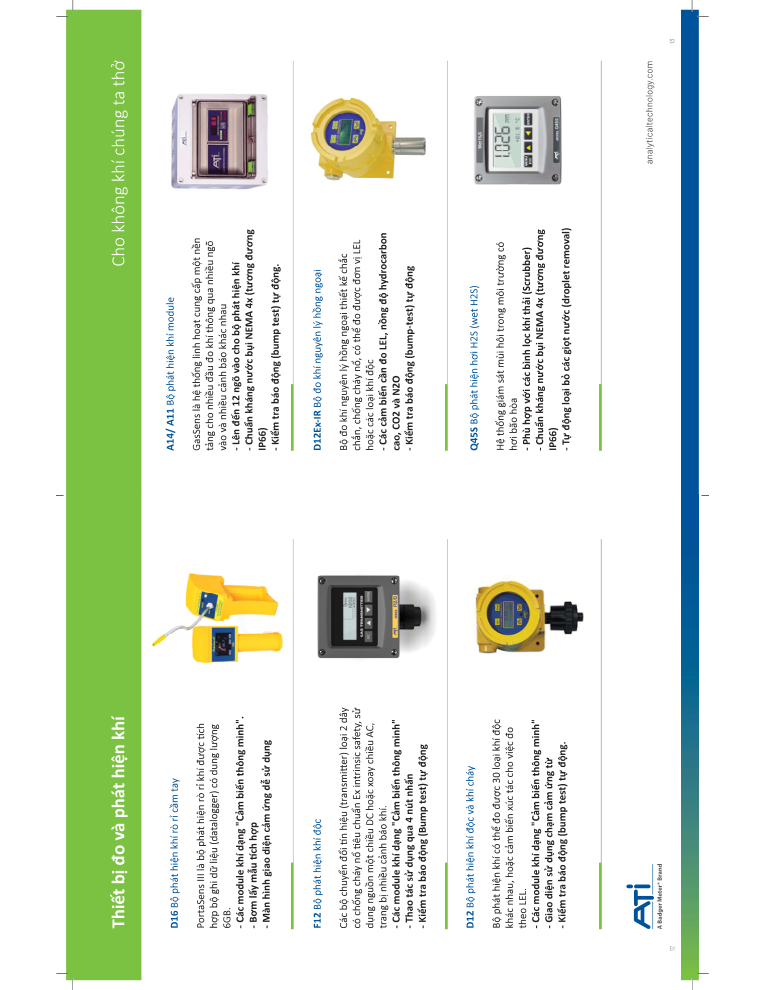 Thiết bị đo và phát hiện khí
D16 Bộ phát hiện khí rò rỉ cầm tay
PortaSens III là bộ phát hiện rò rỉ khí được tích
hợp bộ ghi dữ liệu (datalogger) có dung lượng
6GB.
- Các module khí dạng "Cảm biến thông minh".
- Bơm lấy mẫu tích hợp
- Màn hình giao diện cảm ứng dễ sử dụng
F12 Bộ phát hiện khí độc
Các bộ chuyển đổi tín hiệu (transmitter) loại 2 dây
có chống cháy nổ tiêu chuẩn Ex intrinsic safety, sử
dụng nguồn một chiều DC hoặc xoay chiều AC,
trang bị nhiều cảnh báo khí.
- Các module khí dạng "Cảm biến thông minh"
- Thao tác sử dụng qua 4 nút nhấn
- Kiểm tra báo động (Bump test) tự động
GAS TRANSMITTER
ATi
D12 Bộ phát hiện khí độc và khí cháy
Bộ phát hiện khí có thể đo được 30 loại khí độc
khác nhau, hoặc cảm biến xúc tác cho việc đo
theo LEL.
- Các module khí dạng "Cảm biến thông minh"
- Giao diện sử dụng chạm cảm ứng từ
- Kiểm tra báo động (bump test) tự động.
ATi
A Badger Meter® Brand
12
Cho không khí chúng ta thở
A14/ A11 Bộ phát hiện khí module
GasSens là hệ thống linh hoạt cung cấp một nền
tảng cho nhiều đầu đo khí thông qua nhiều ngõ
vào và nhiều cảnh báo khác nhau
- Lên đến 12 ngõ vào cho bộ phát hiện khí
- Chuẩn kháng nước bụi NEMA 4x (tương đương
IP66)
- Kiểm tra báo động (bump test) tự động.
ATi
D12Ex-IR Bộ đo khí nguyên lý hồng ngoại
Bộ đo khí nguyên lý hồng ngoại thiết kế chắc
chắn, chống cháy nổ, có thể đo được đơn vị LEL
hoặc các loại khí độc
- Các cảm biến cần đo LEL, nồng độ hydrocarbon
cao, CO2 và N2O
- Kiểm tra báo động (bump-test) tự động
Q45S Bộ phát hiện hơi H2S (wet H2S)
Hệ thống giám sát mùi hôi trong môi trường có
hơi bão hòa
- Phù hợp với các bình lọc khí thải (Scrubber)
- Chuẩn kháng nước bụi NEMA 4x (tương đương
IP66)
- Tự động loại bỏ các giọt nước (droplet removal)
Wet H2S
1.026
ATi
analyticaltechnology.com
13